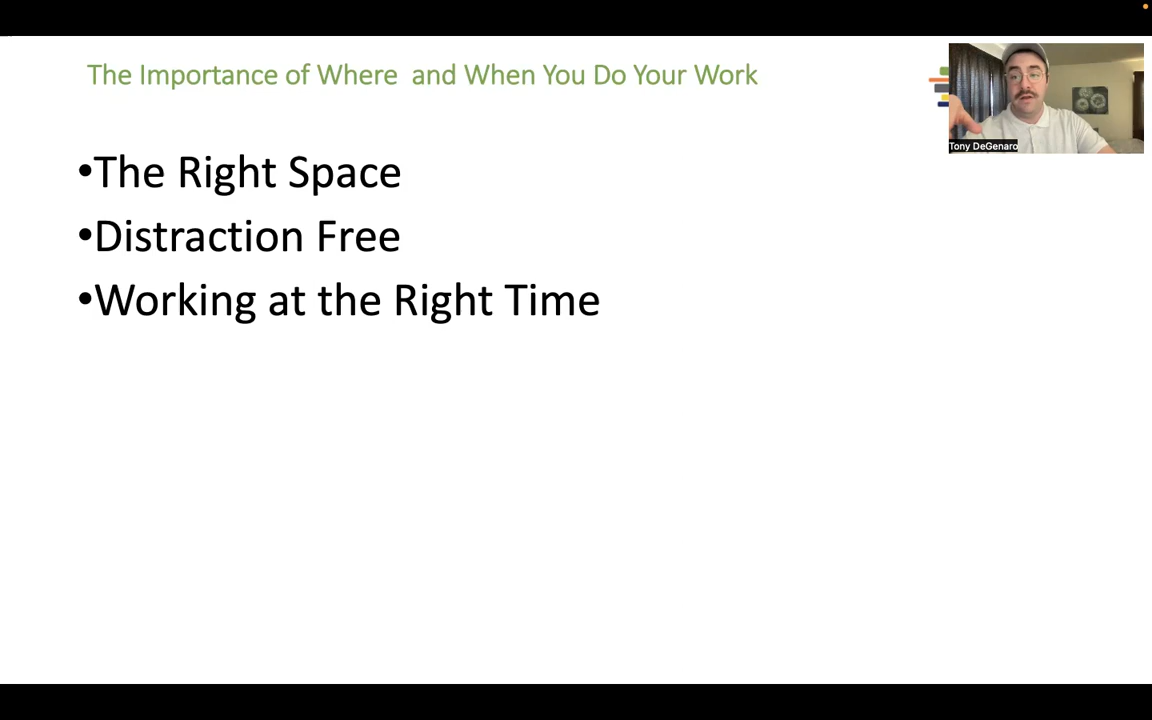 The Importance of Where  and When You Do Your Work
Tony DeGenaro
•The Right Space
•Distraction Free
•Working at the Right Time